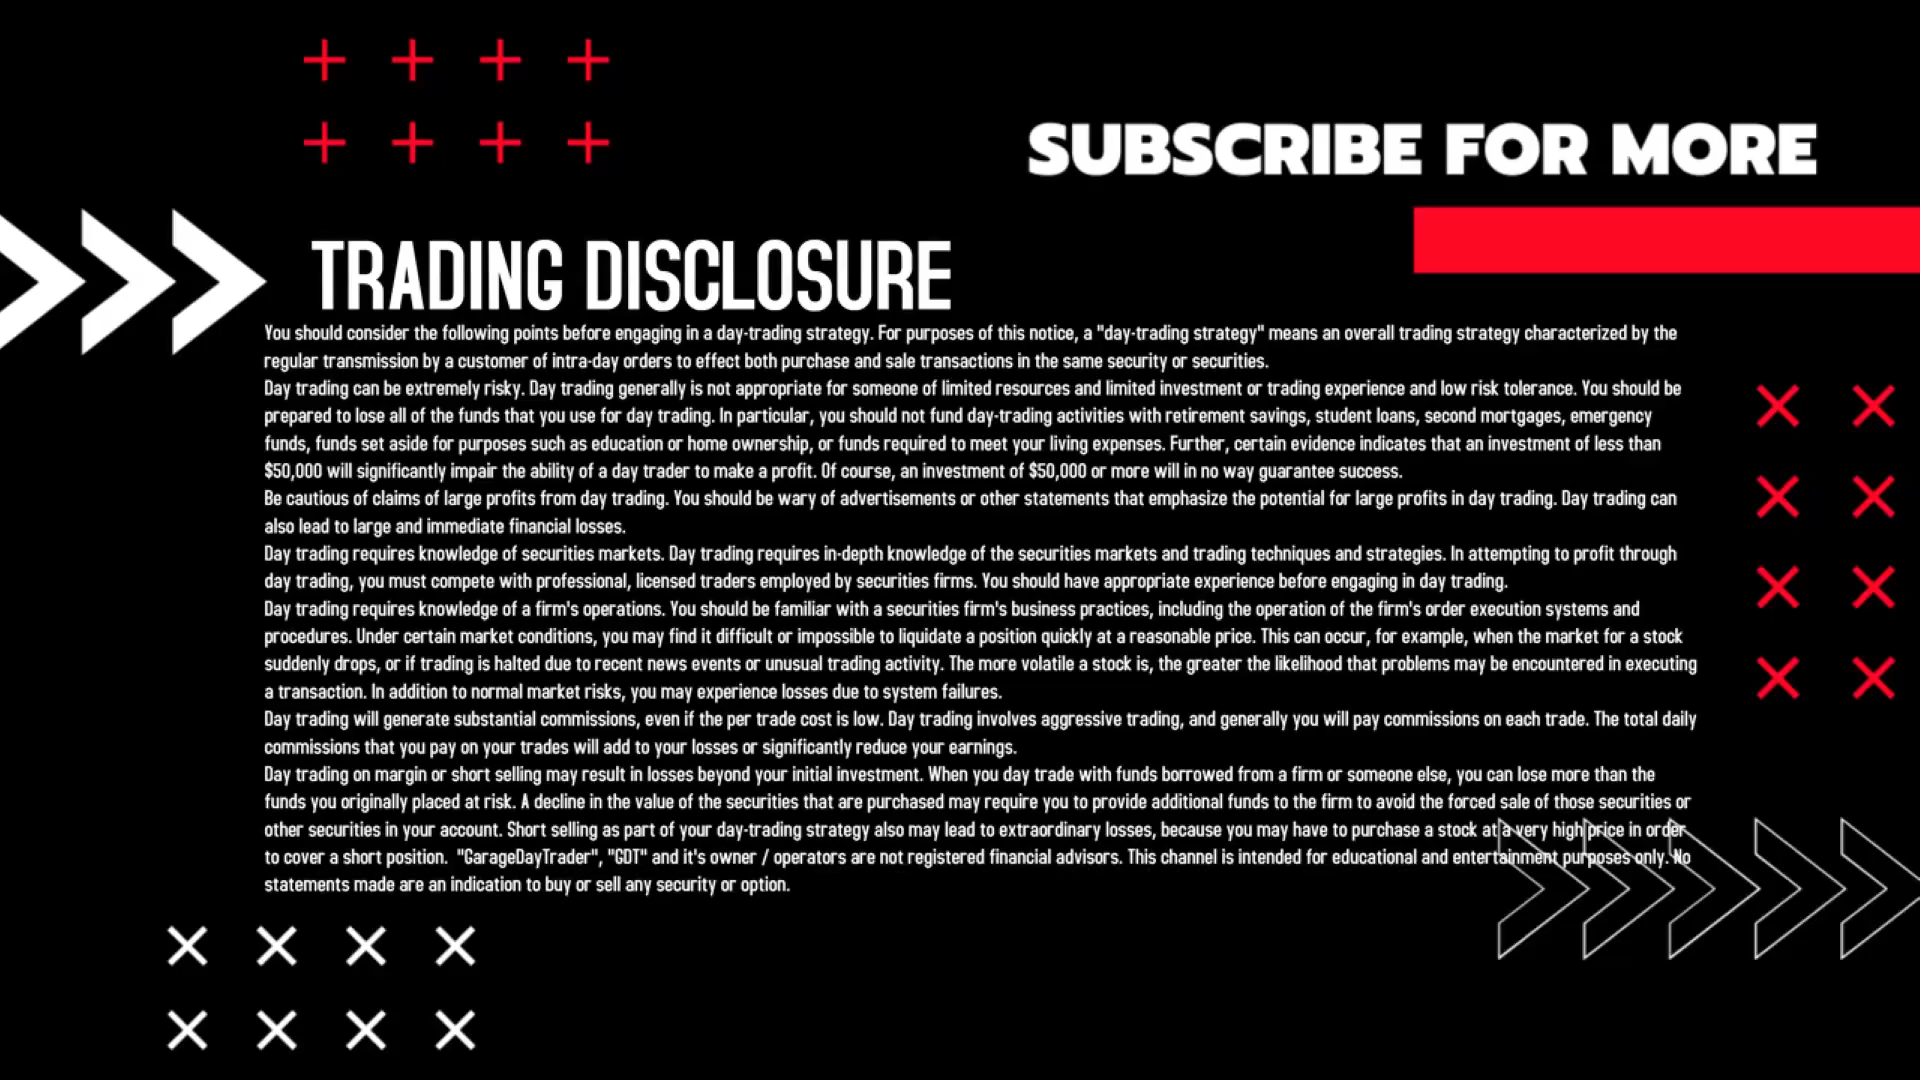 SUBSCRIBE FOR MORE
TRADING DISCLOSURE
You should consider the following points before engaging in a day-trading strategy. For purposes of this notice, a "day-trading strategy" means an overall trading strategy characterized by the
regular transmission by a customer of intra-day orders to effect both purchase and sale transactions in the same security or securities.
Day trading can be extremely risky. Day trading generally is not appropriate for someone of limited resources and limited investment or trading experience and low risk tolerance. You should be
prepared to lose all of the funds that you use for day trading. In particular, you should not fund day-trading activities with retirement savings, student loans, second mortgages, emergency
funds, funds set aside for purposes such as education or home ownership, or funds required to meet your living expenses. Further, certain evidence indicates that an investment of less than
$50,000 will significantly impair the ability of a day trader to make a profit. Of course, an investment of $50,000 or more will in no way guarantee success.
Be cautious of claims of large profits from day trading. You should be wary of advertisements or other statements that emphasize the potential for large profits in day trading. Day trading can
also lead to large and immediate financial losses.
Day trading requires knowledge of securities markets. Day trading requires in-depth knowledge of the securities markets and trading techniques and strategies. In attempting to profit through
day trading, you must compete with professional, licensed traders employed by securities firms. You should have appropriate experience before engaging in day trading.
Day trading requires knowledge of a firm's operations. You should be familiar with a securities firm's business practices, including the operation of the firm's order execution systems and
procedures. Under certain market conditions, you may find it difficult or impossible to liquidate a position quickly at a reasonable price. This can occur, for example, when the market for a stock
suddenly drops, or if trading is halted due to recent news events or unusual trading activity. The more volatile a stock is, the greater the likelihood that problems may be encountered in executing
a transaction. In addition to normal market risks, you may experience losses due to system failures.
Day trading will generate substantial commissions, even if the per trade cost is low. Day trading involves aggressive trading, and generally you will pay commissions on each trade. The total daily
commissions that you pay on your trades will add to your losses or significantly reduce your earnings.
Day trading on margin or short selling may result in losses beyond your initial investment. When you day trade with funds borrowed from a firm or someone else, you can lose more than the
funds you originally placed at risk. A decline in the value of the securities that are purchased may require you to provide additional funds to the firm to avoid the forced sale of those securities or
other securities in your account. Short selling as part of your day-trading strategy also may lead to extraordinary losses, because you may have to purchase a stock at a very high price in order
to cover a short position. "GarageDayTrader", "GDT" and it's owner / operators are not registered financial advisors. This channel is intended for educational and entertainment purposes only. No
statements made are an indication to buy or sell any security or option.